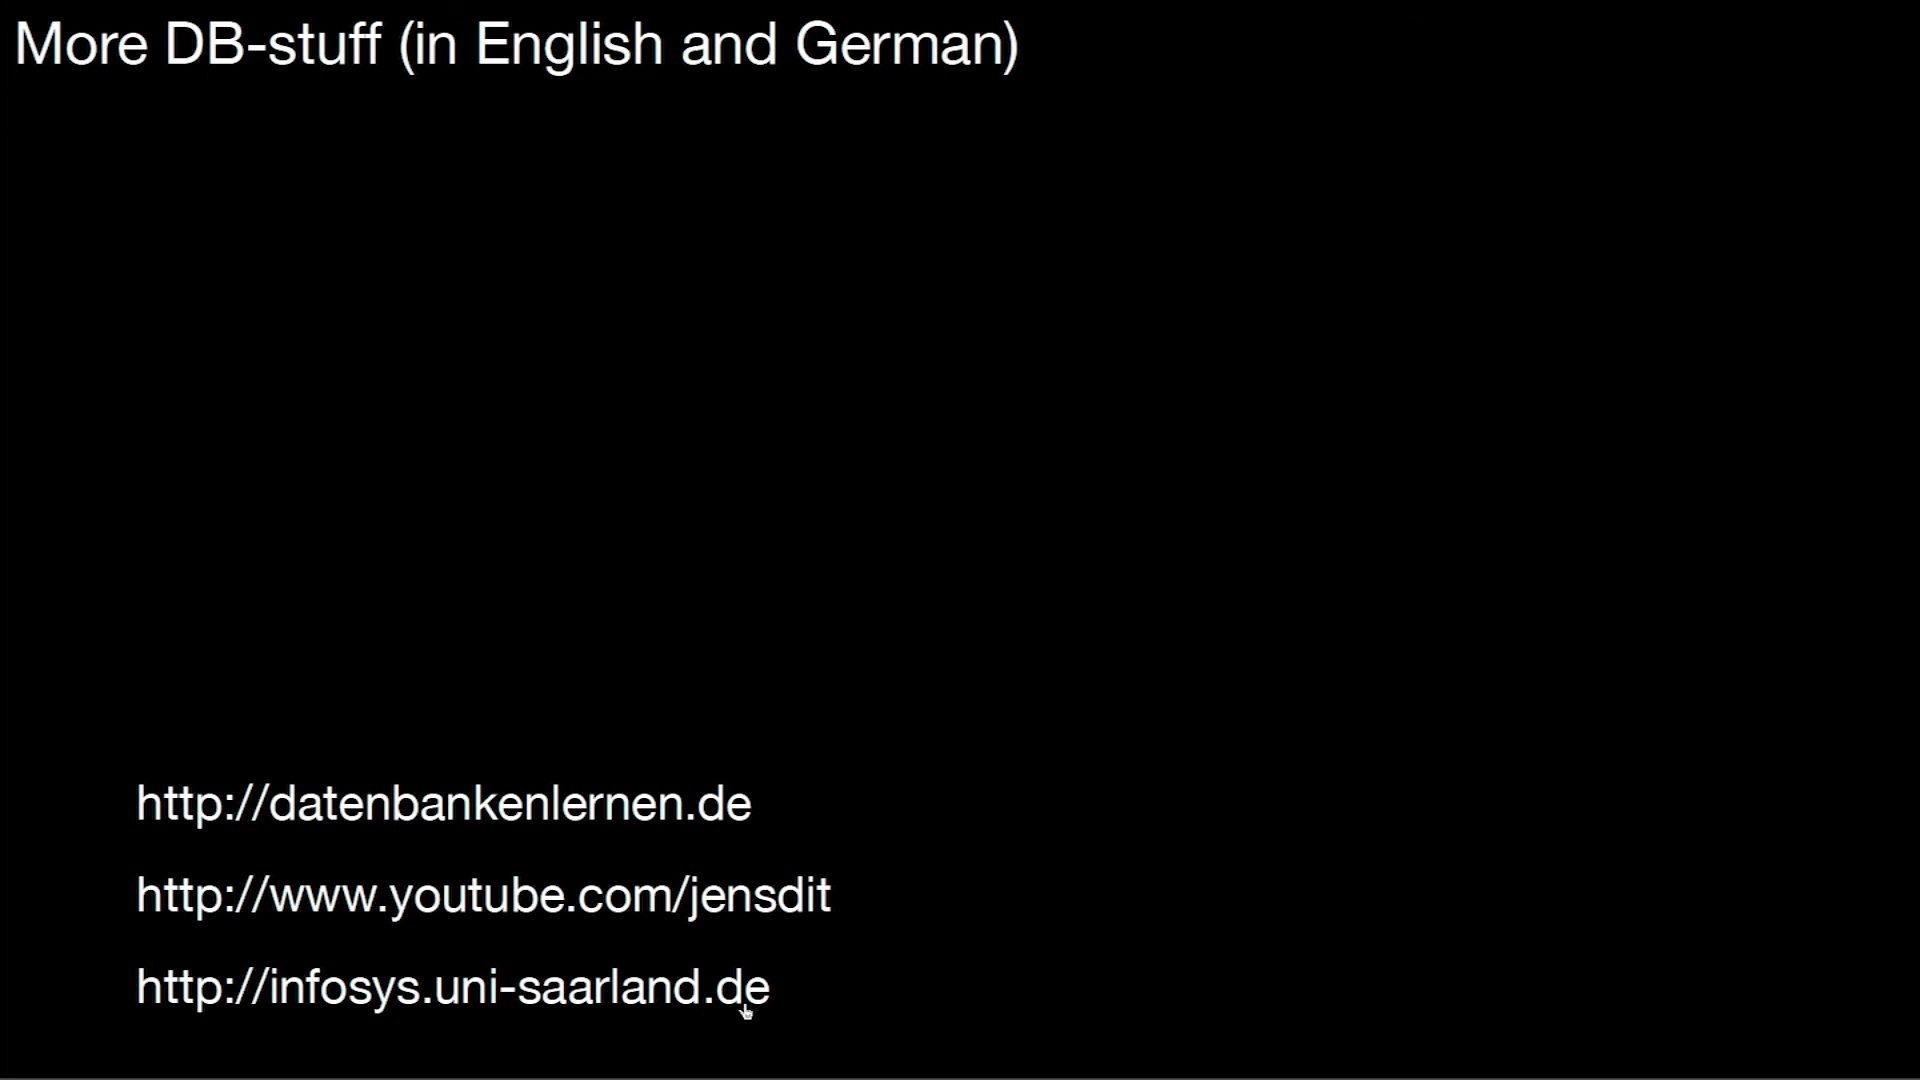 More DB-stuff (in English and German)
http://datenbankenlernen.de
http://www.youtube.com/jensdit
http://infosys.uni-saarland.de